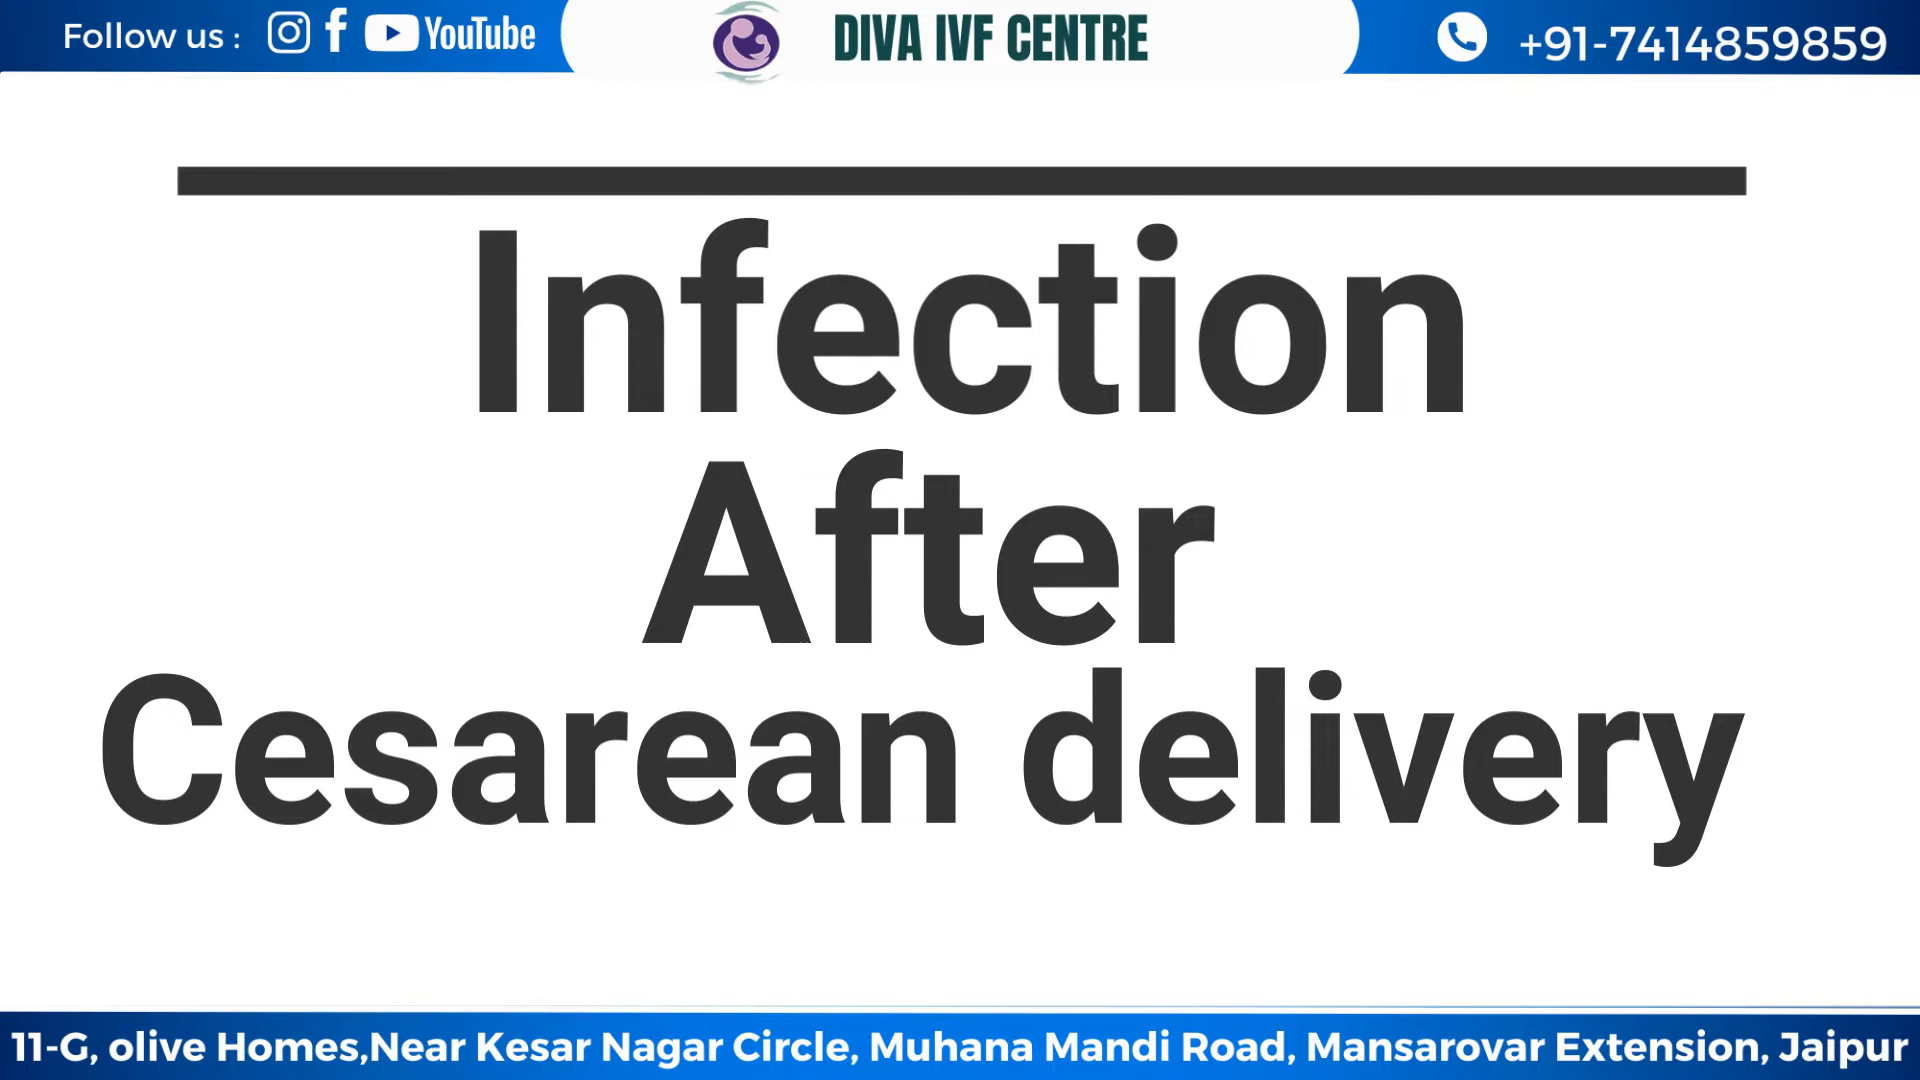 Follow us : YouTube
DIVA IVF CENTRE
+91-7414859859
Infection
After
Cesarean delivery
11-G, olive Homes,Near Kesar Nagar Circle, Muhana Mandi Road, Mansarovar Extension, Jaipur